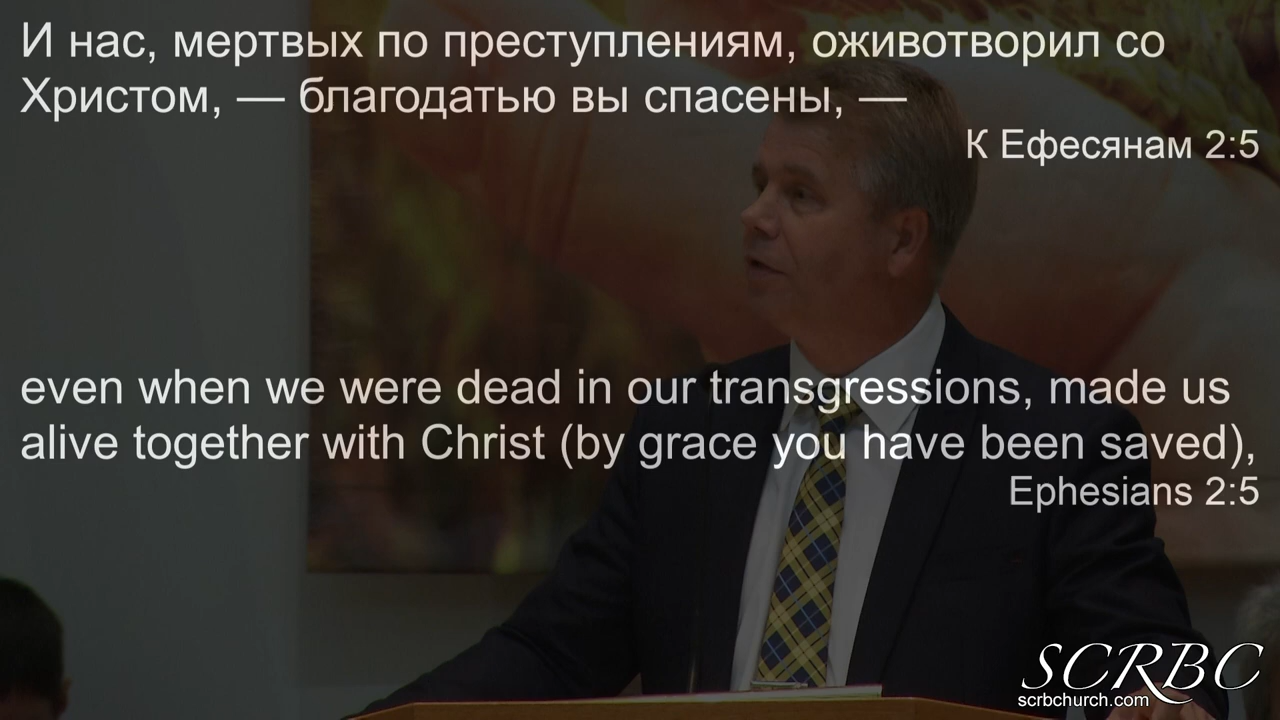 И нас, мертвых по преступлениям, оживотворил со
Христом, — благодатью вы спасены, —
К Ефесянам 2:5
even when we were dead in our transgressions, made us
alive together with Christ (by grace you have been saved),
Ephesians 2:5
SCRBC
scrbchurch.com